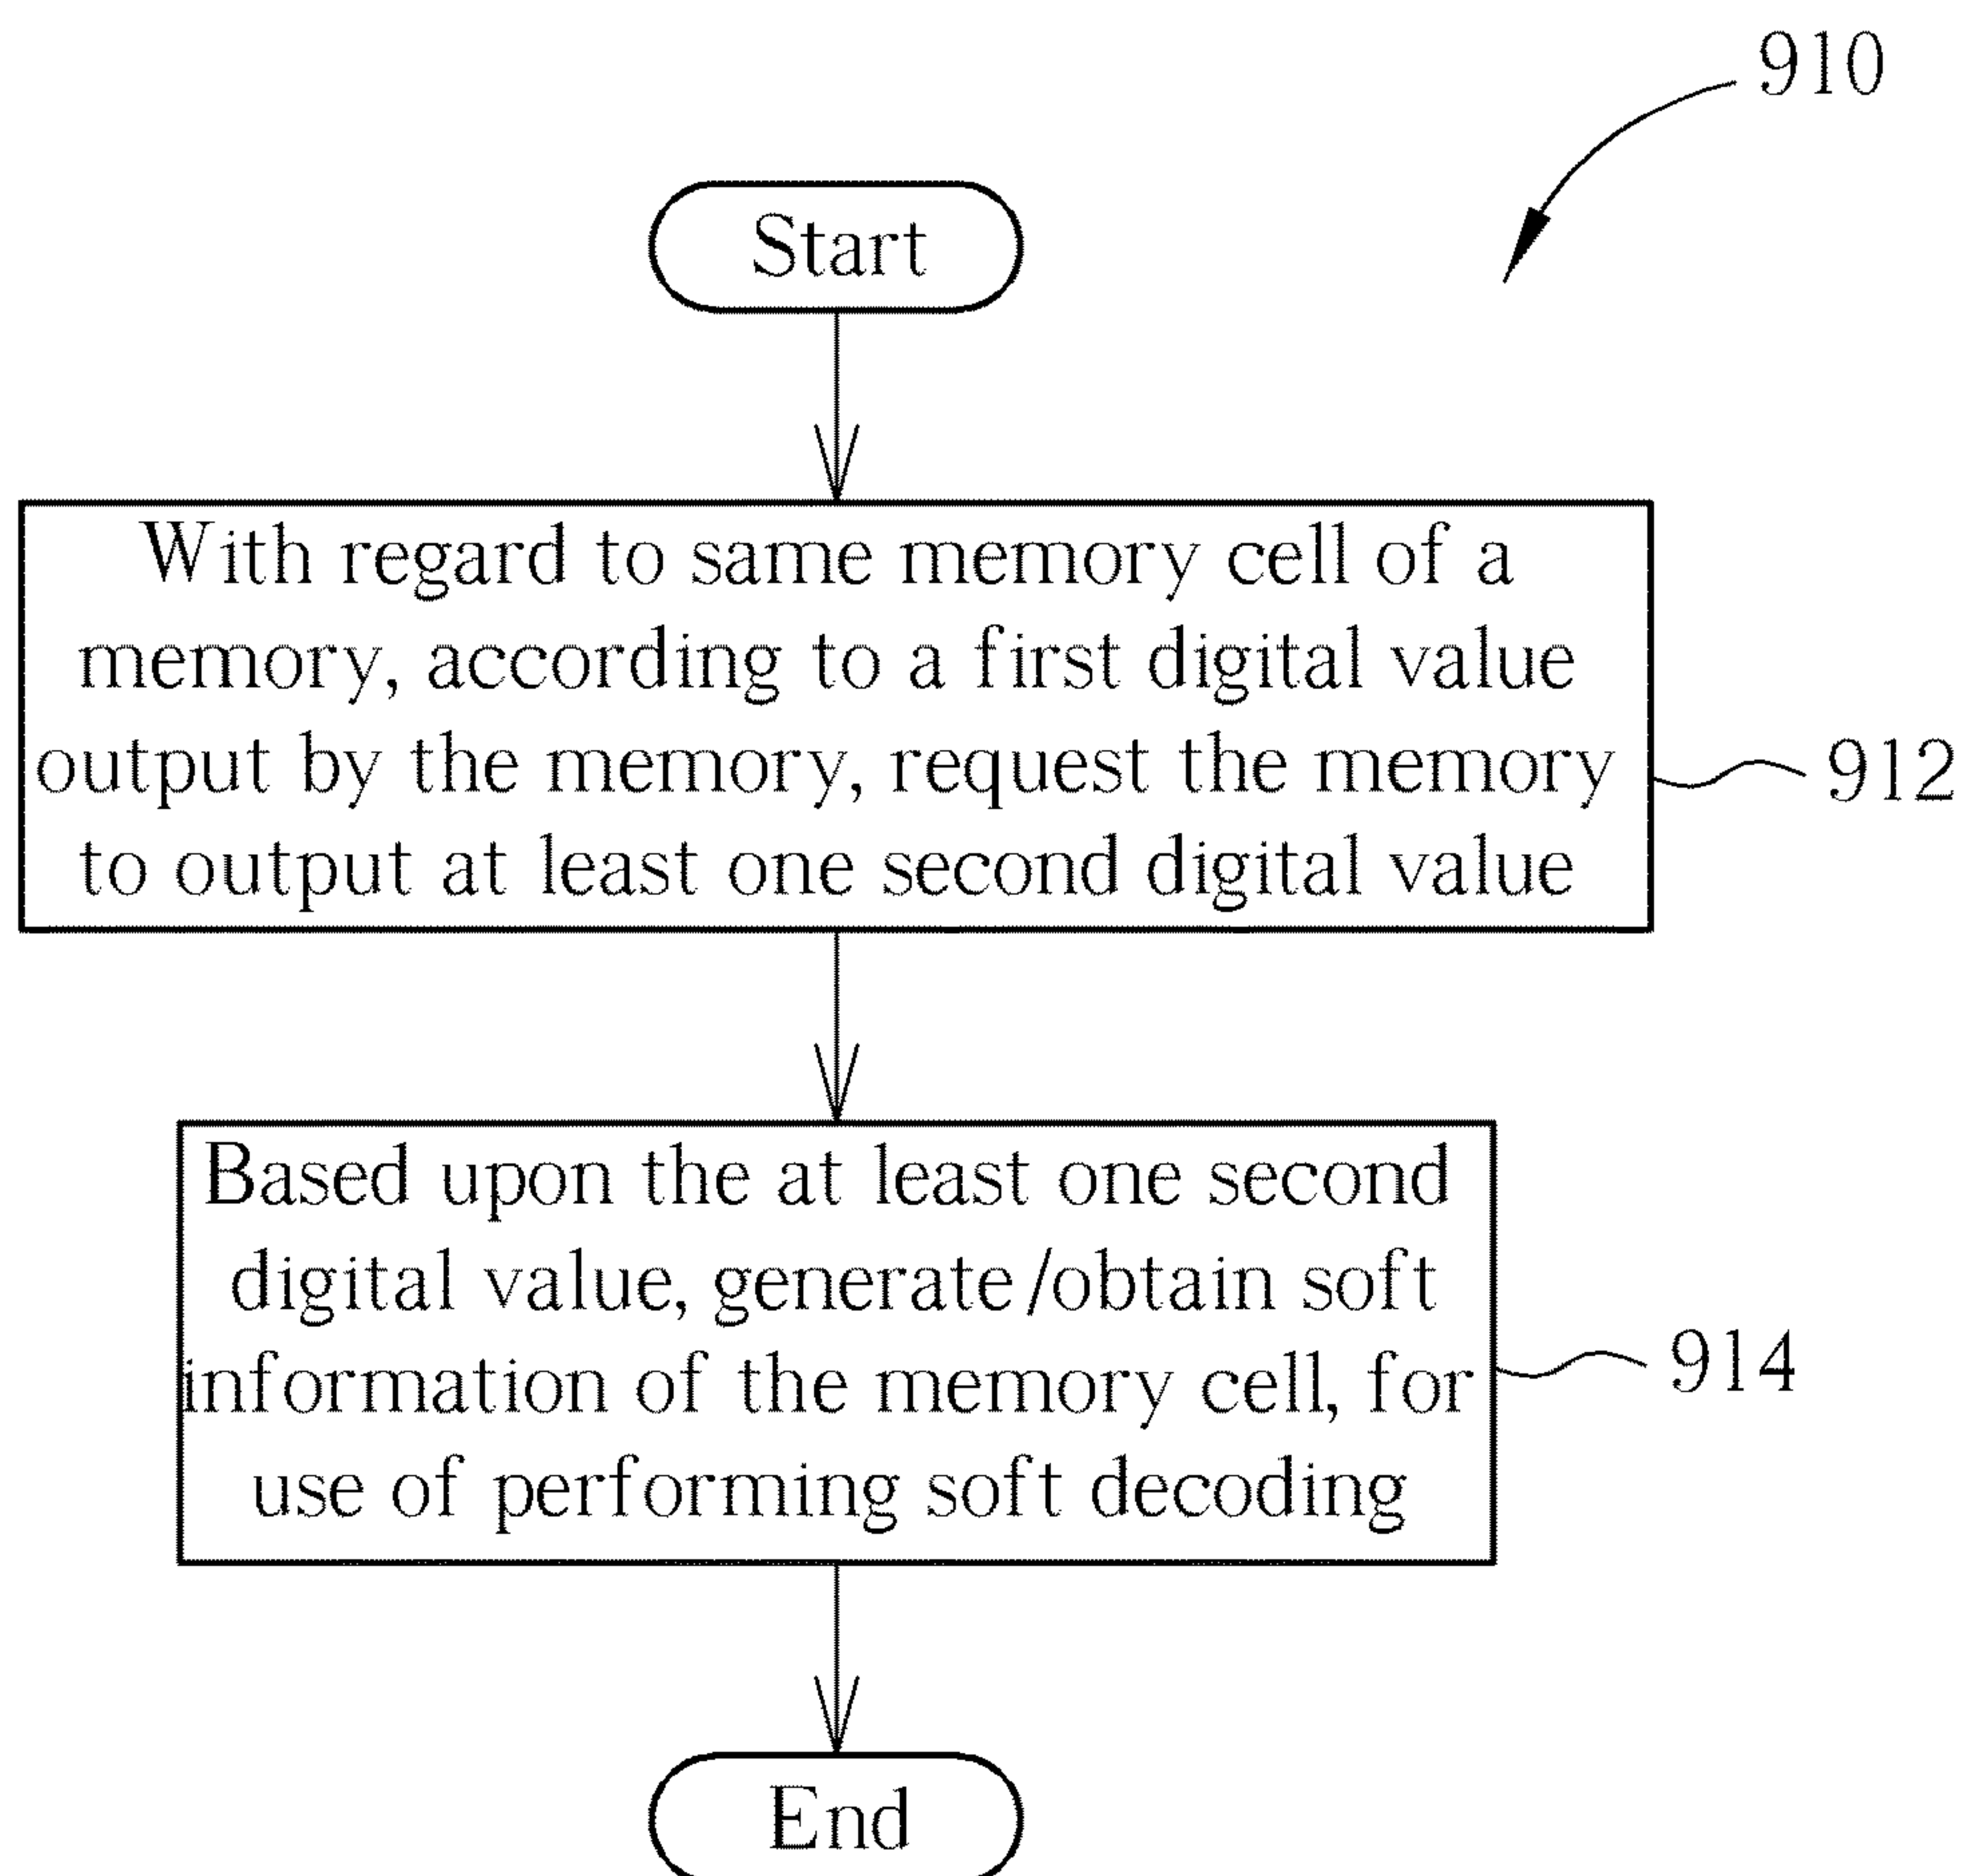 910
Start
With regard to same memory cell of a
memory, according to a first digital value
output by the memory, request the memory
to output at least one second digital value
912
Based upon the at least one second
digital value, generate/obtain soft
information of the memory cell, for
use of performing soft decoding
914
End